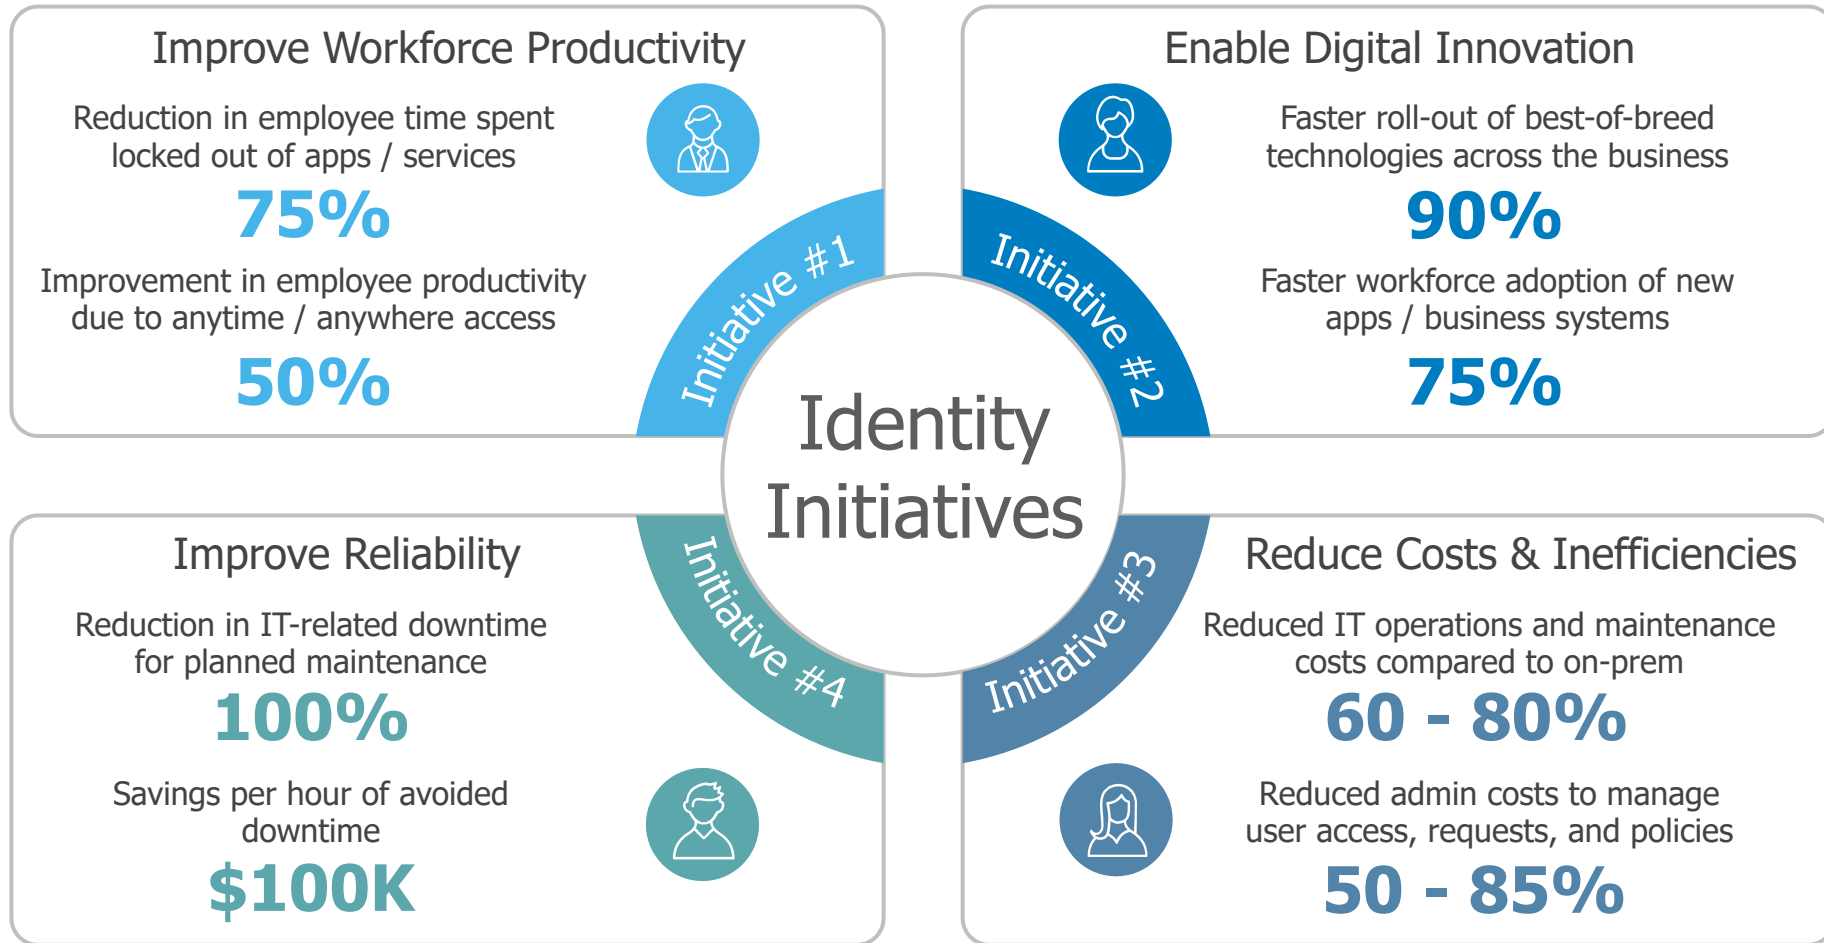 Improve Workforce Productivity
Reduction in employee time spent
locked out of apps / services
75%
Improvement in employee productivity
due to anytime / anywhere access
50%
Initiative #1
Enable Digital Innovation
Faster roll-out of best-of-breed
technologies across the business
90%
Faster workforce adoption of new
apps / business systems
75%
Initiative #2
Identity
Initiatives
Improve Reliability
Reduction in IT-related downtime
for planned maintenance
100%
Savings per hour of avoided
downtime
$100K
Initiative #4
Reduce Costs & Inefficiencies
Reduced IT operations and maintenance
costs compared to on-prem
60 - 80%
Reduced admin costs to manage
user access, requests, and policies
50 - 85%
Initiative #3